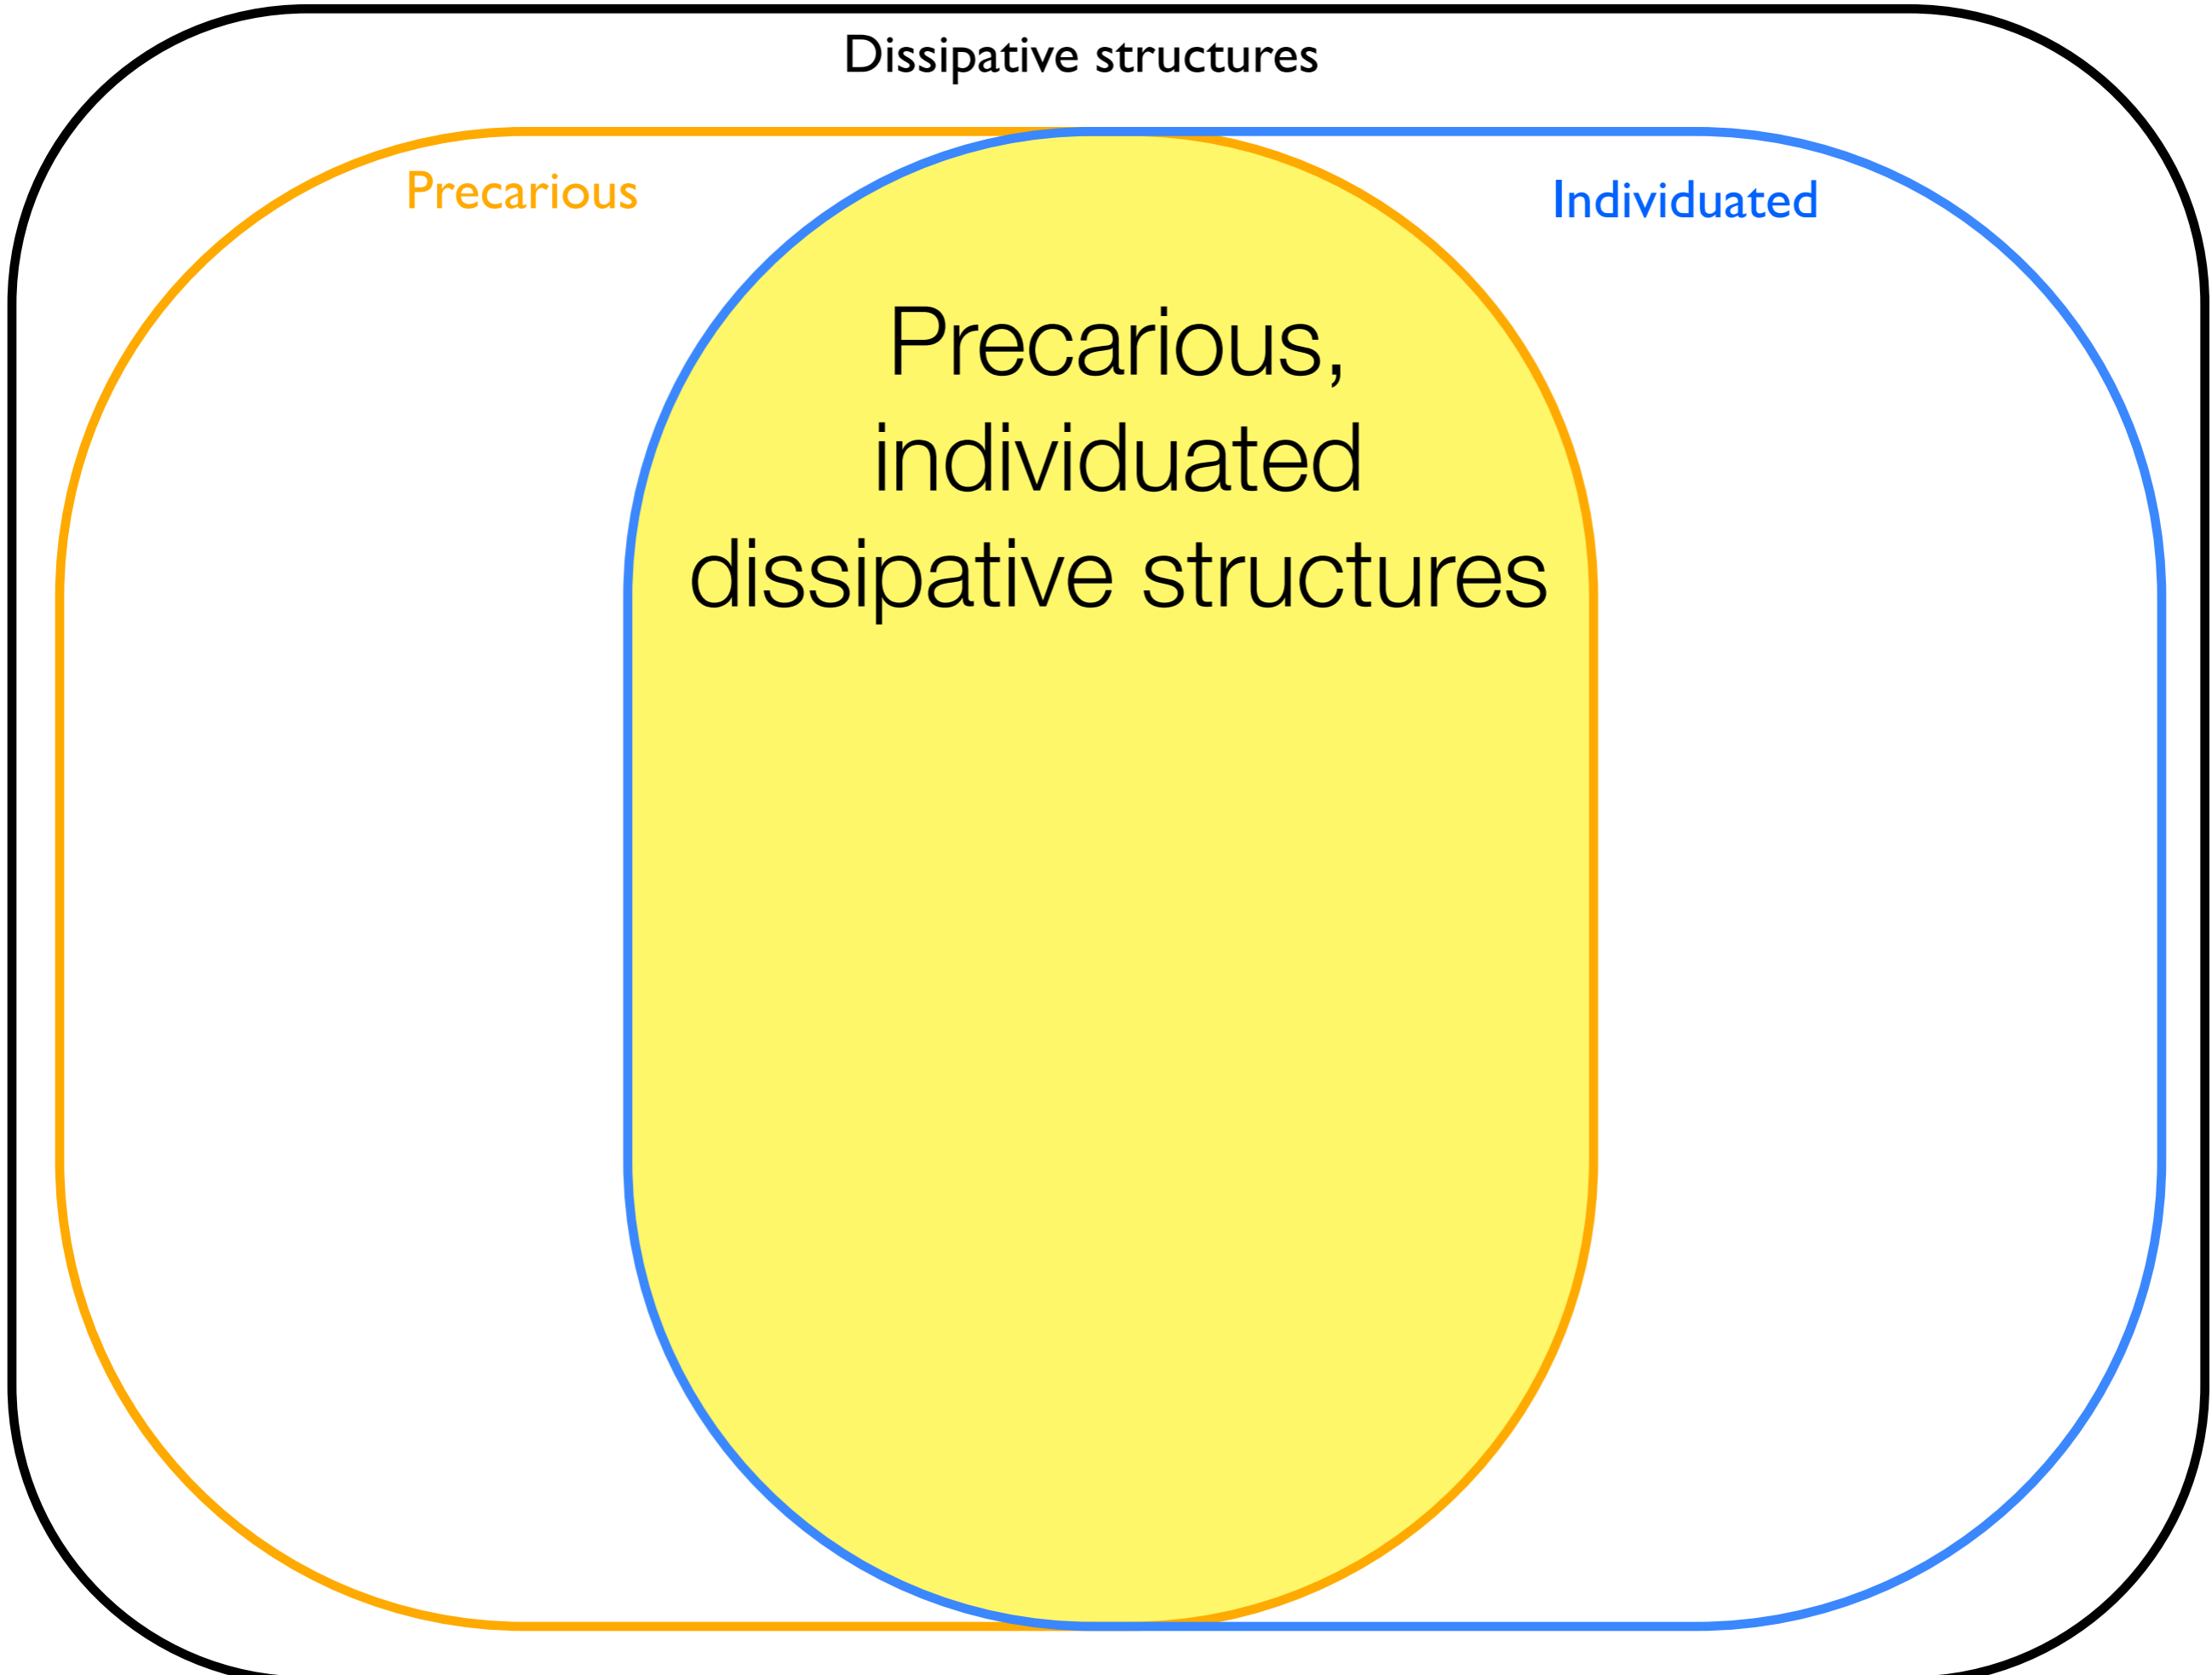 Dissipative structures
Precarious
Individuated
Precarious,
individuated
dissipative structures